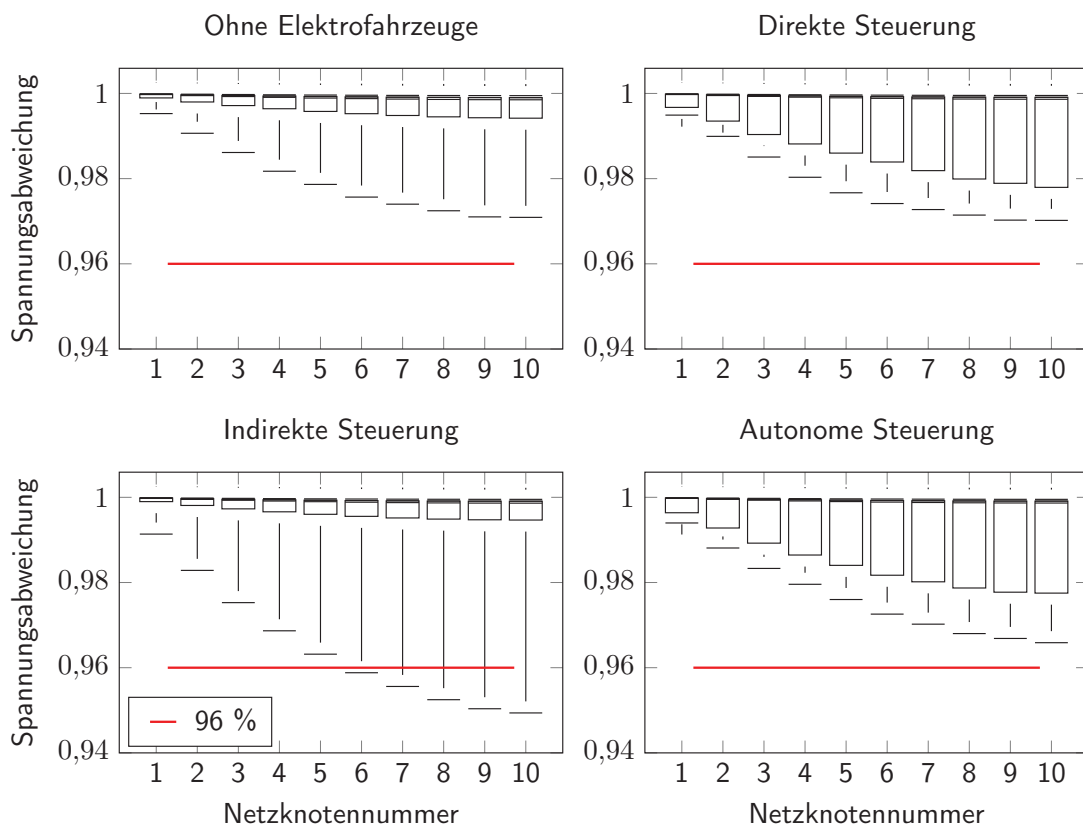 Ohne Elektrofahrzeuge
Direkte Steuerung
Spannungsabweichung
1
0,98
0,96
0,94
1 2 3 4 5 6 7 8 9 10
1
0,98
0,96
0,94
1 2 3 4 5 6 7 8 9 10
Indirekte Steuerung
Autonome Steuerung
Spannungsabweichung
1
0,98
0,96
0,94
96 %
1 2 3 4 5 6 7 8 9 10
Netzknotennummer
1
0,98
0,96
0,94
1 2 3 4 5 6 7 8 9 10
Netzknotennummer